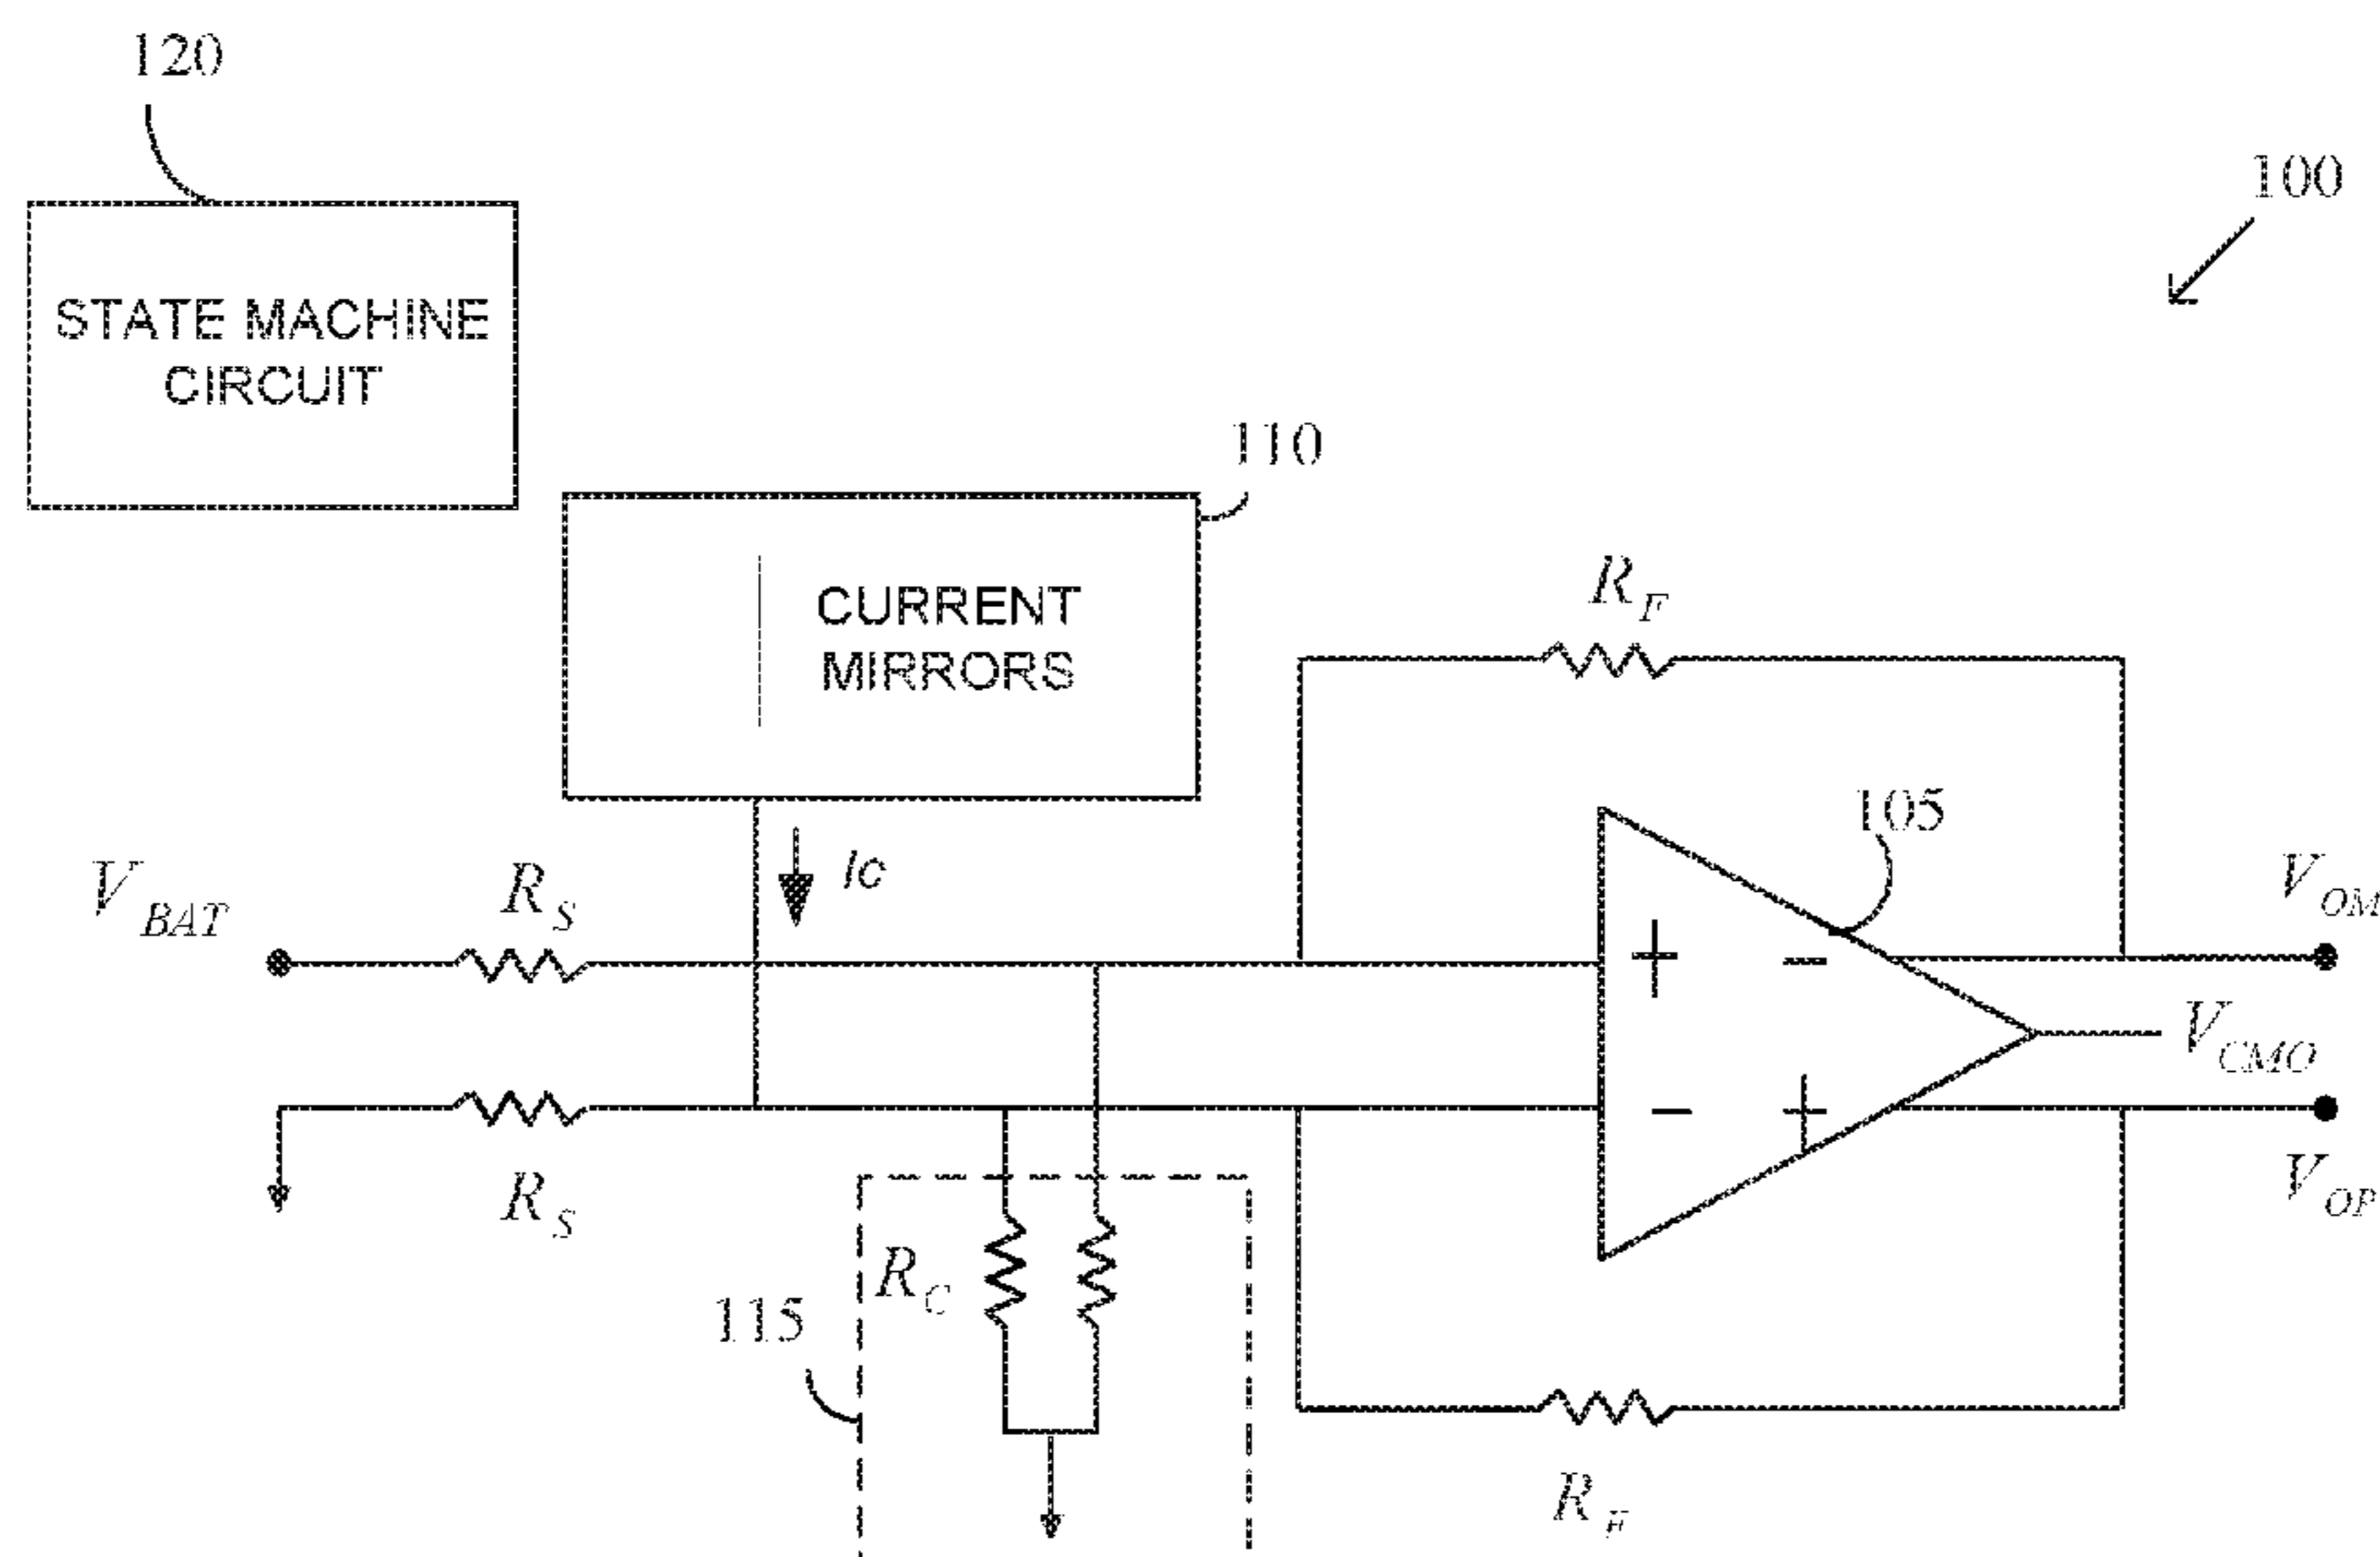 120
100
STATE MACHINE
CIRCUIT
110
CURRENT
MIRRORS
R_F
105
V_BAT
R_S
Ic
V_OM
V_CMO
R_S
V_OP
R_C
115
R_F
+
-
-
+